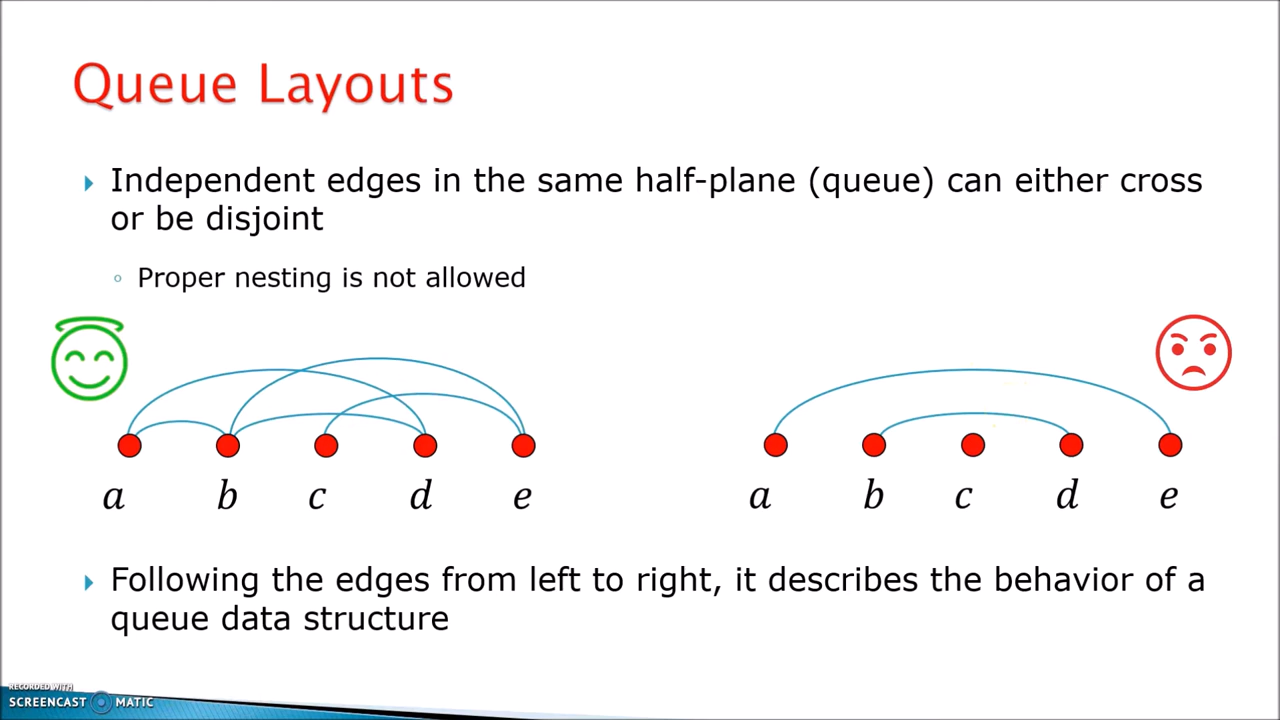 Queue Layouts
Independent edges in the same half-plane (queue) can either cross
or be disjoint
Proper nesting is not allowed
a b c d e
a b c d e
Following the edges from left to right, it describes the behavior of a
queue data structure
RECORDED WITH
SCREENCAST MATIC